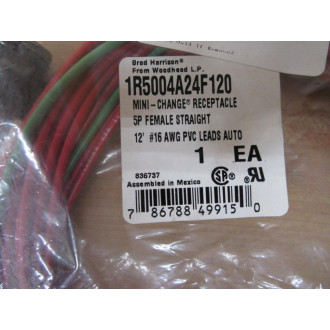 Brad Harrison®
From Woodhead L.P.
1R5004A24F120
MINI-CHANGE® RECEPTACLE
5P FEMALE STRAIGHT
12' #16 AWG PVC LEADS AUTO
1 EA
836737
Assembled in Mexico
7 86788 49915 0